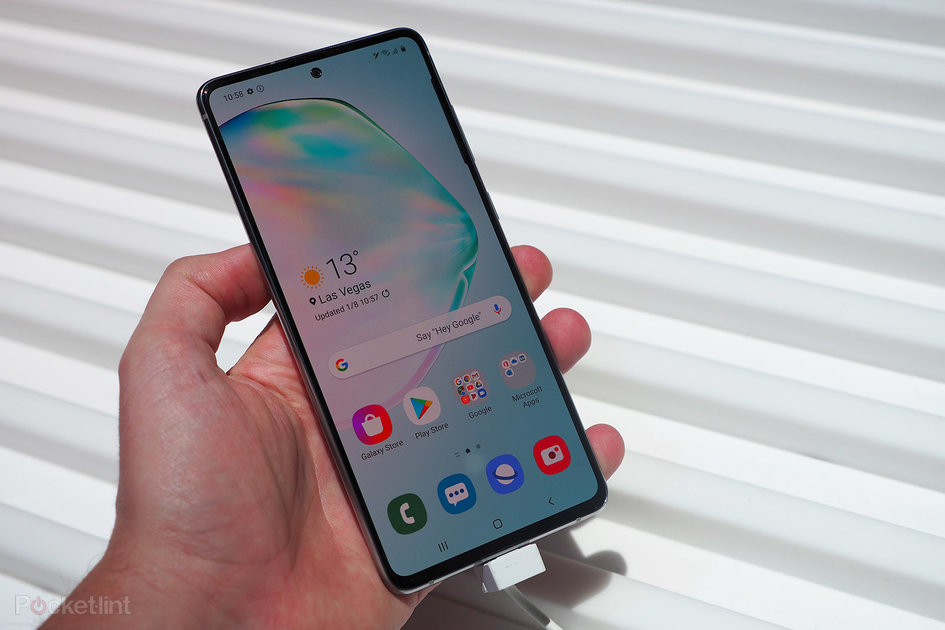 10:58
13°
Las Vegas
Updated 1/8 10:57
Say "Hey Google"
Galaxy Store
Play Store
Google
Microsoft
Apps
Pocketlint